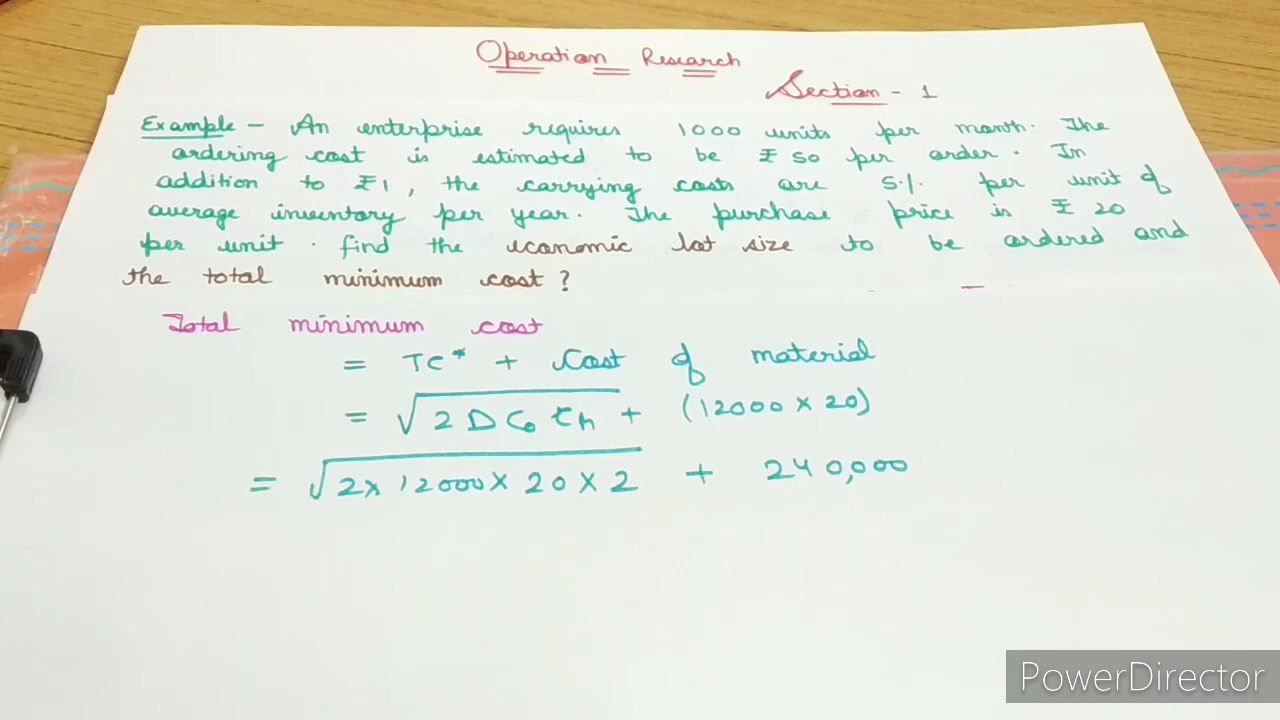 Operation Research
Section - 1
Example - An enterprise requires 1000 units per month. The
ordering cost is estimated to be ₹ 50 per order. In
addition to ₹1, the carrying costs are 5% per unit of
average inventory per year. The purchase price is ₹ 20
per unit. find the economic lot size to be ordered and
the total minimum cost?
Total minimum cost
= TC* + Cost of material
= √2 D Co Ch + (12000 × 20)
= √2 × 12000 × 20 × 2 + 240,000
PowerDirector